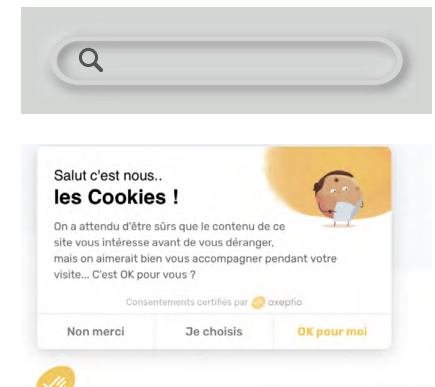 Salut c'est nous..
les Cookies !
On a attendu d'être sûrs que le contenu de ce
site vous intéresse avant de vous déranger,
mais on aimerait bien vous accompagner pendant votre
visite... C'est OK pour vous ?
Consentements certifiés par axeptio
Non merci Je choisis OK pour moi